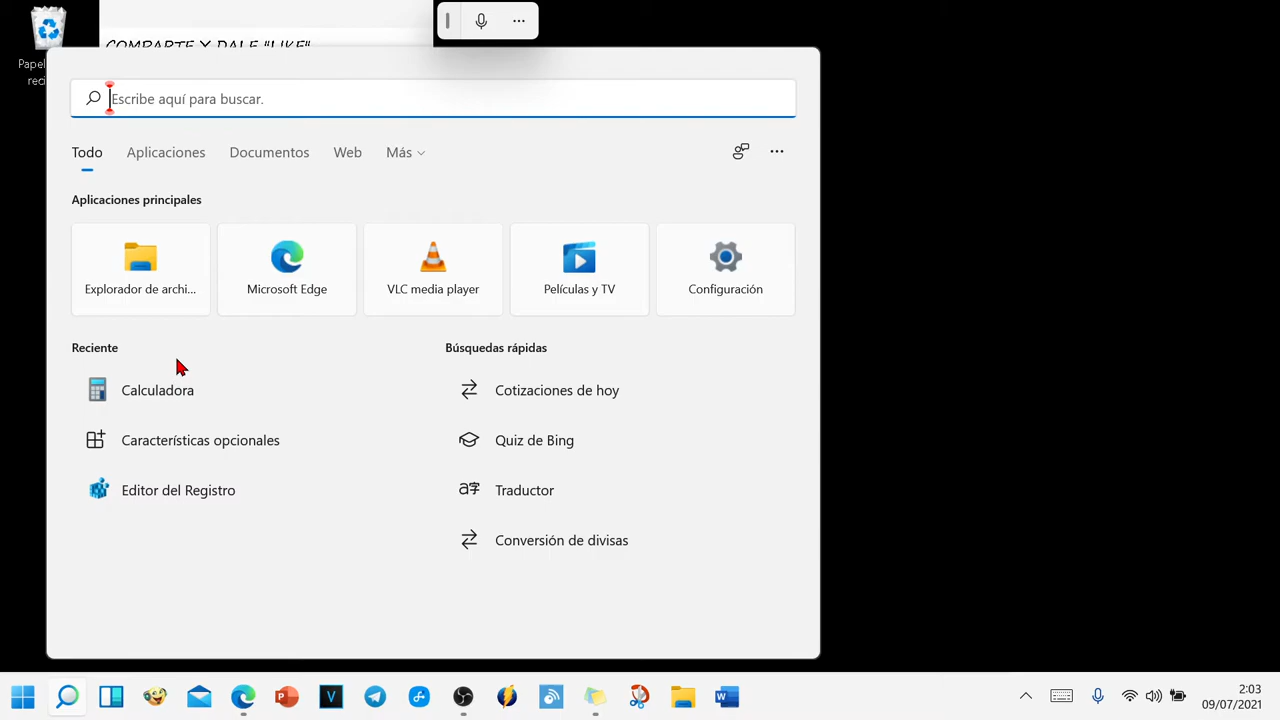 COMPARTE Y DALE "LIKE"
Papel
reci
Escribe aquí para buscar.
Todo Aplicaciones Documentos Web Más
Aplicaciones principales
Explorador de archi... Microsoft Edge VLC media player Películas y TV Configuración
Reciente
Calculadora
Características opcionales
Editor del Registro
Búsquedas rápidas
Cotizaciones de hoy
Quiz de Bing
Traductor
Conversión de divisas
2:03
09/07/2021